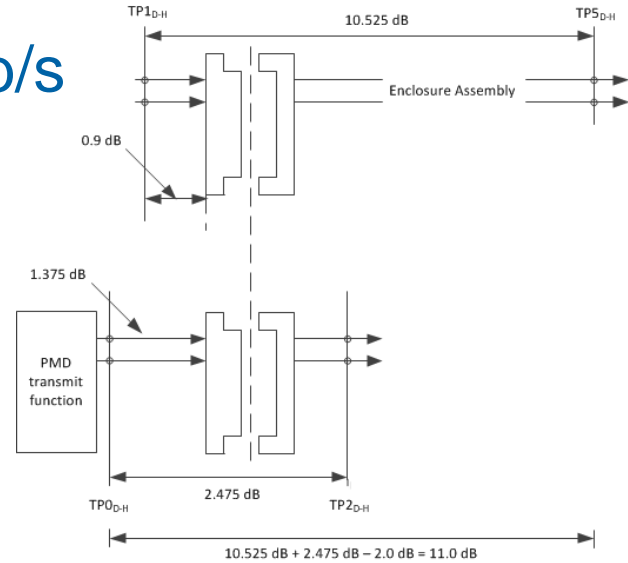 b/s
TP1D-H
10.525 dB
TP5D-H
Enclosure Assembly
0.9 dB
1.375 dB
PMD
transmit
function
2.475 dB
TP0D-H
TP2D-H
10.525 dB + 2.475 dB – 2.0 dB = 11.0 dB